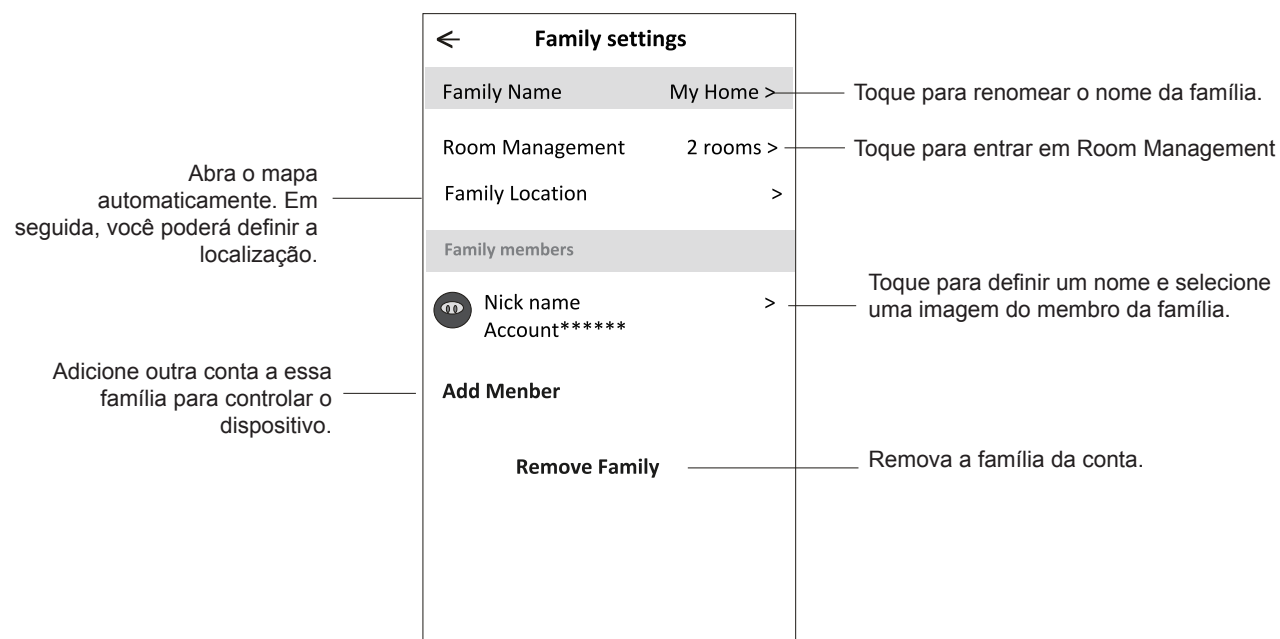 ← Family settings
Family Name My Home >
Toque para renomear o nome da família.
Room Management 2 rooms >
Toque para entrar em Room Management
Abra o mapa
automaticamente. Em
seguida, você poderá definir a
localização.
Family Location >
Family members
Nick name >
Account******
Toque para definir um nome e selecione
uma imagem do membro da família.
Adicione outra conta a essa
família para controlar o
dispositivo.
Add Menber
Remove Family
Remova a família da conta.